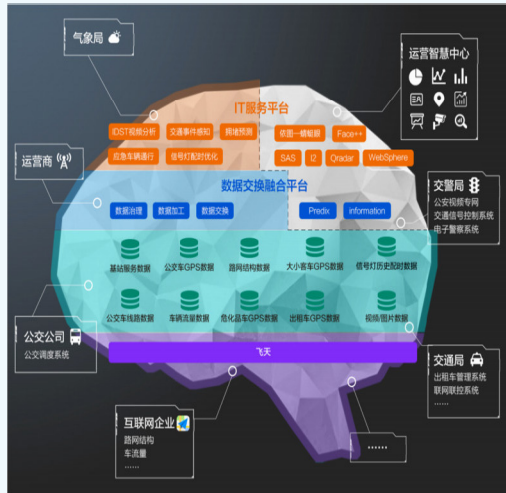 气象局
运营智慧中心
IT服务平台
IDST视频分析
交通事件感知
拥堵预测
依图一蜻蜓眼
Face++
应急车辆通行
信号灯配时优化
SAS
I2
Qradar
WebSphere
运营商
数据交换融合平台
交警局
公安视频专网
交通信号控制系统
电子警察系统
数据治理
数据加工
数据交换
Predix
information
基站服务数据
公交车GPS数据
路网结构数据
大小客车GPS数据
信号灯历史配时数据
公交车线路数据
车辆流量数据
危化品车GPS数据
出租车GPS数据
视频/图片数据
公交公司
公交调度系统
飞天
交通局
出租车管理系统
联网联控系统
……
互联网企业
路网结构
车流量
……
……